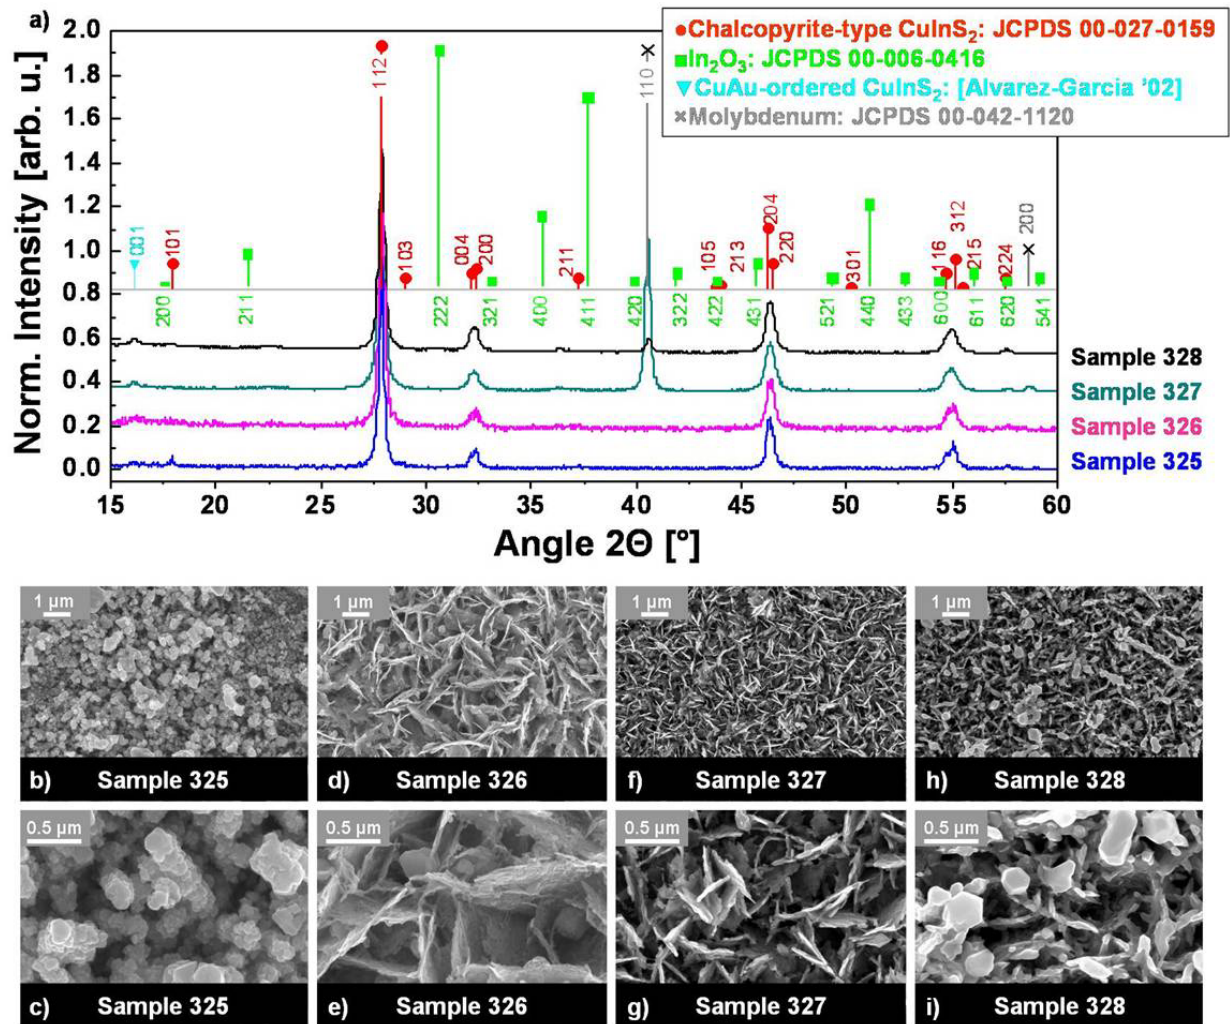 a)
Norm. Intensity [arb. u.]
2.0
1.8
1.6
1.4
1.2
1.0
0.8
0.6
0.4
0.2
0.0
●Chalcopyrite-type CuInS₂: JCPDS 00-027-0159
■In₂O₃: JCPDS 00-006-0416
▼CuAu-ordered CuInS₂: [Alvarez-Garcia '02]
×Molybdenum: JCPDS 00-042-1120
112
110
204
312
200
001
101
103
004
200
211
105
213
220
301
116
215
224
200
211
222
321
400
411
420
322
422
431
521
440
433
600
611
620
541
Sample 328
Sample 327
Sample 326
Sample 325
15
20
25
30
35
40
45
50
55
60
Angle 2Θ [°]
1 µm
1 µm
1 µm
1 µm
b) Sample 325
d) Sample 326
f) Sample 327
h) Sample 328
0.5 µm
0.5 µm
0.5 µm
0.5 µm
c) Sample 325
e) Sample 326
g) Sample 327
i) Sample 328